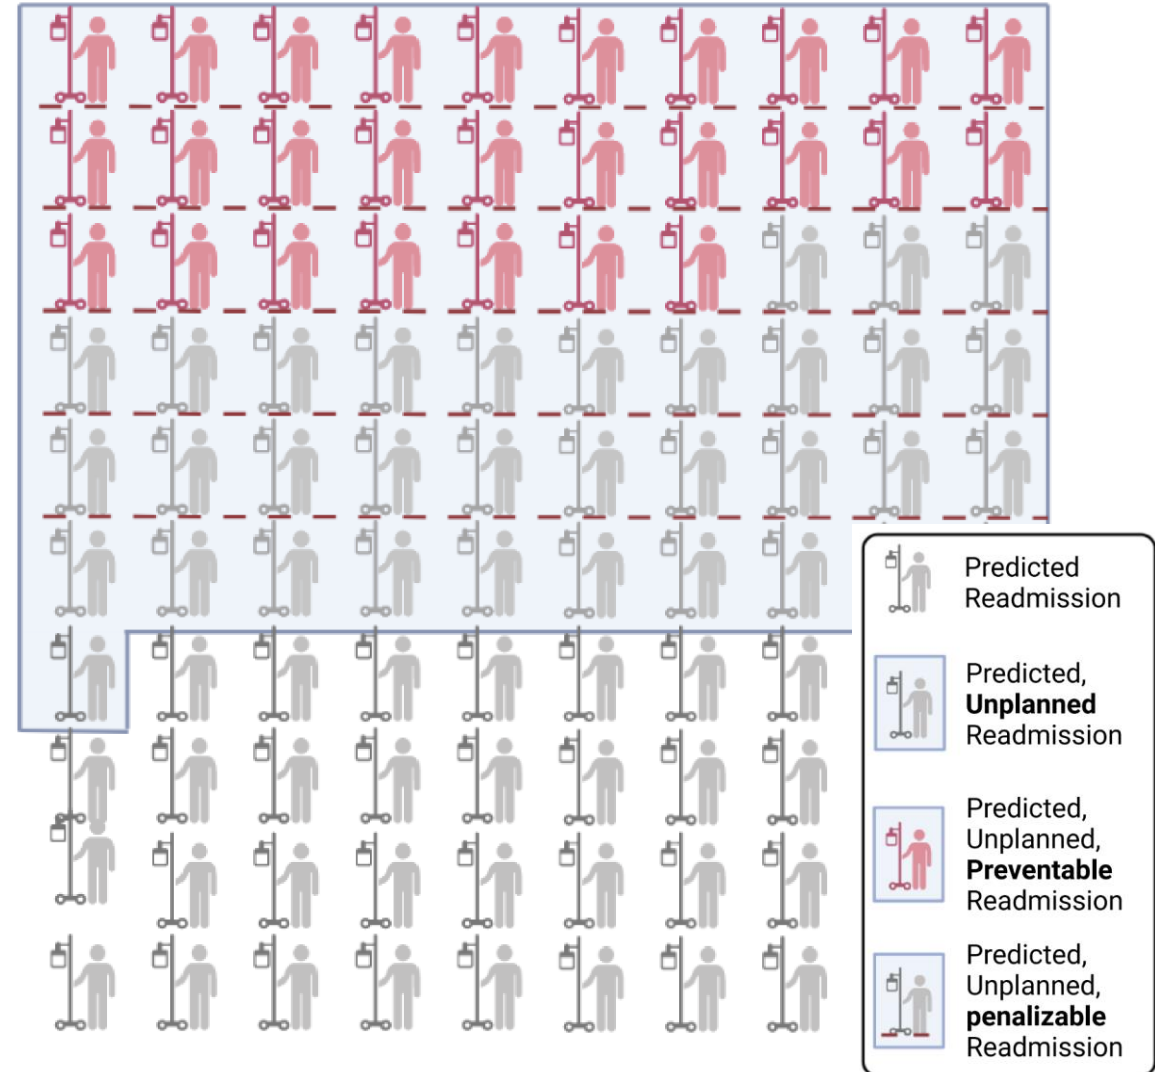 Predicted
Readmission
Predicted,
Unplanned
Readmission
Predicted,
Unplanned,
Preventable
Readmission
Predicted,
Unplanned,
penalizable
Readmission